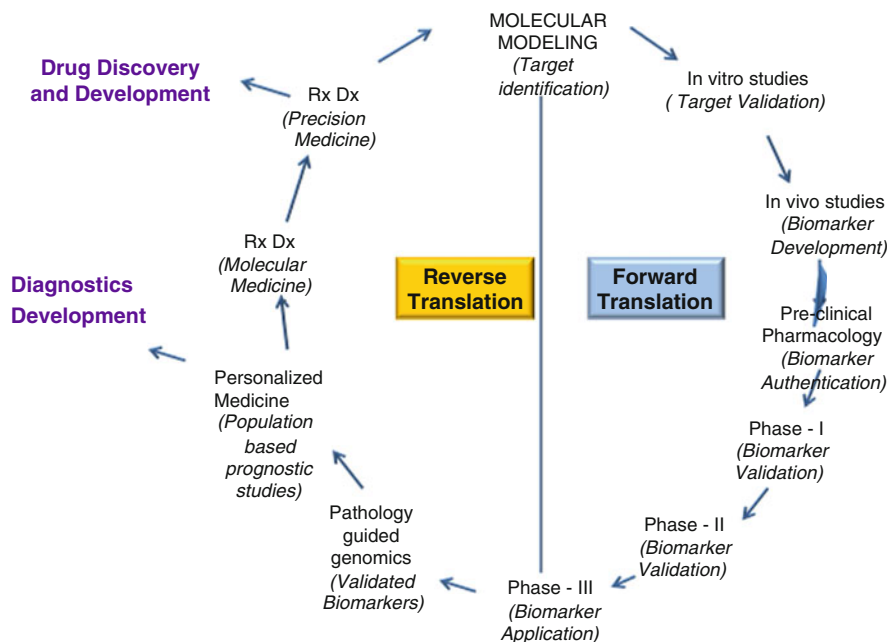 MOLECULAR
MODELING
(Target
identification)
In vitro studies
( Target Validation)
In vivo studies
(Biomarker
Development)
Pre-clinical
Pharmacology
(Biomarker
Authentication)
Phase - I
(Biomarker
Validation)
Phase - II
(Biomarker
Validation)
Phase - III
(Biomarker
Application)
Pathology
guided
genomics
(Validated
Biomarkers)
Personalized
Medicine
(Population
based
prognostic
studies)
Diagnostics
Development
Rx Dx
(Molecular
Medicine)
Rx Dx
(Precision
Medicine)
Drug Discovery
and Development
Reverse
Translation
Forward
Translation